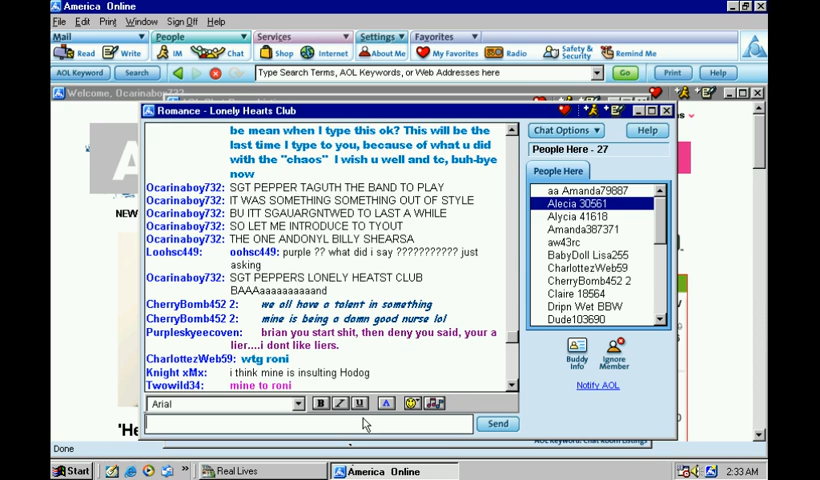 America Online
File Edit Print Window Sign Off Help
Mail People Services Settings Favorites
Read Write IM Chat Shop Internet About Me My Favorites Radio Safety & Security Remind Me
AOL Keyword Search Type Search Terms, AOL Keywords, or Web Addresses here Go Print Help
Welcome, Ocarinaboy732
Romance - Lonely Hearts Club
be mean when I type this ok? This will be the
last time I type to you, because of what u did
with the "chaos" I wish u well and tc, buh-bye
now
Ocarinaboy732: SGT PEPPER TAGUTH THE BAND TO PLAY
Ocarinaboy732: IT WAS SOMETHING SOMETHING OUT OF STYLE
Ocarinaboy732: BU ITT SGAUARGNTWED TO LAST A WHILE
Ocarinaboy732: SO LET ME INTRODUCE TO TYOUT
Ocarinaboy732: THE ONE ANDONYL BILLY SHEARSA
Loohsc449: oohsc449: purple ?? what did i say ??????????? just
asking
Ocarinaboy732: SGT PEPPERS LONELY HEATST CLUB
BAAAaaaaaaaaand
CherryBomb452 2: we all have a talent in something
CherryBomb452 2: mine is being a damn good nurse lol
Purpleskyeecoven: brian you start shit, then deny you said, your a
lier....i dont like liers.
CharlottezWeb59: wtg roni
Knight xMx: i think mine is insulting Hodog
Twowild34: mine to roni
Arial B I U A
Send
Chat Options Help
People Here - 27
People Here
aa Amanda79887
Alecia 30561
Alycia 41618
Amanda387371
aw43rc
BabyDoll Lisa255
CharlottezWeb59
CherryBomb452 2
Claire 18564
Dripn Wet BBW
Dude103690
Buddy Info Ignore Member
Notify AOL
NEW
'He
Done
Start Real Lives America Online 2:33 AM